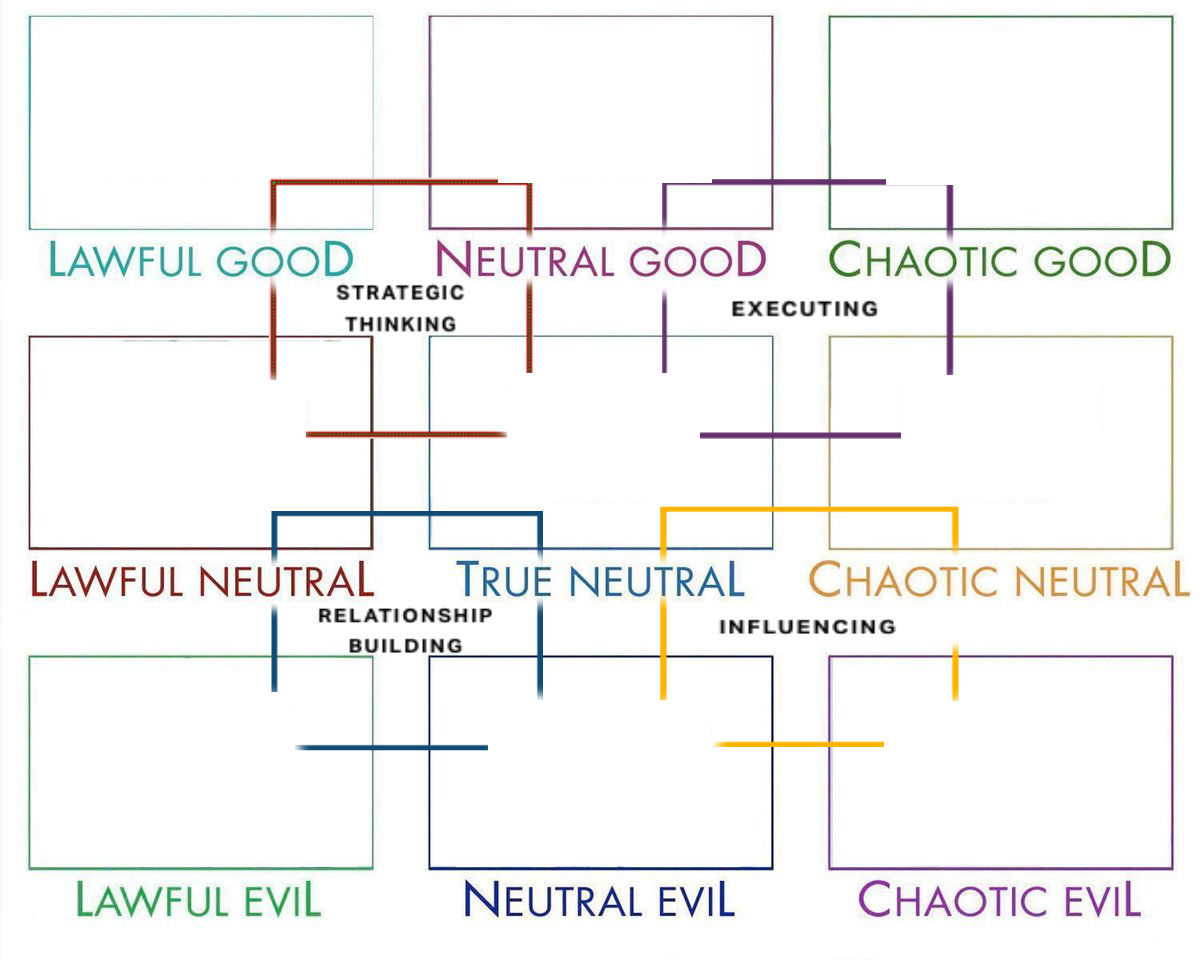 LAWFUL GOOD
NEUTRAL GOOD
CHAOTIC GOOD
STRATEGIC
THINKING
EXECUTING
LAWFUL NEUTRAL
TRUE NEUTRAL
CHAOTIC NEUTRAL
RELATIONSHIP
BUILDING
INFLUENCING
LAWFUL EVIL
NEUTRAL EVIL
CHAOTIC EVIL